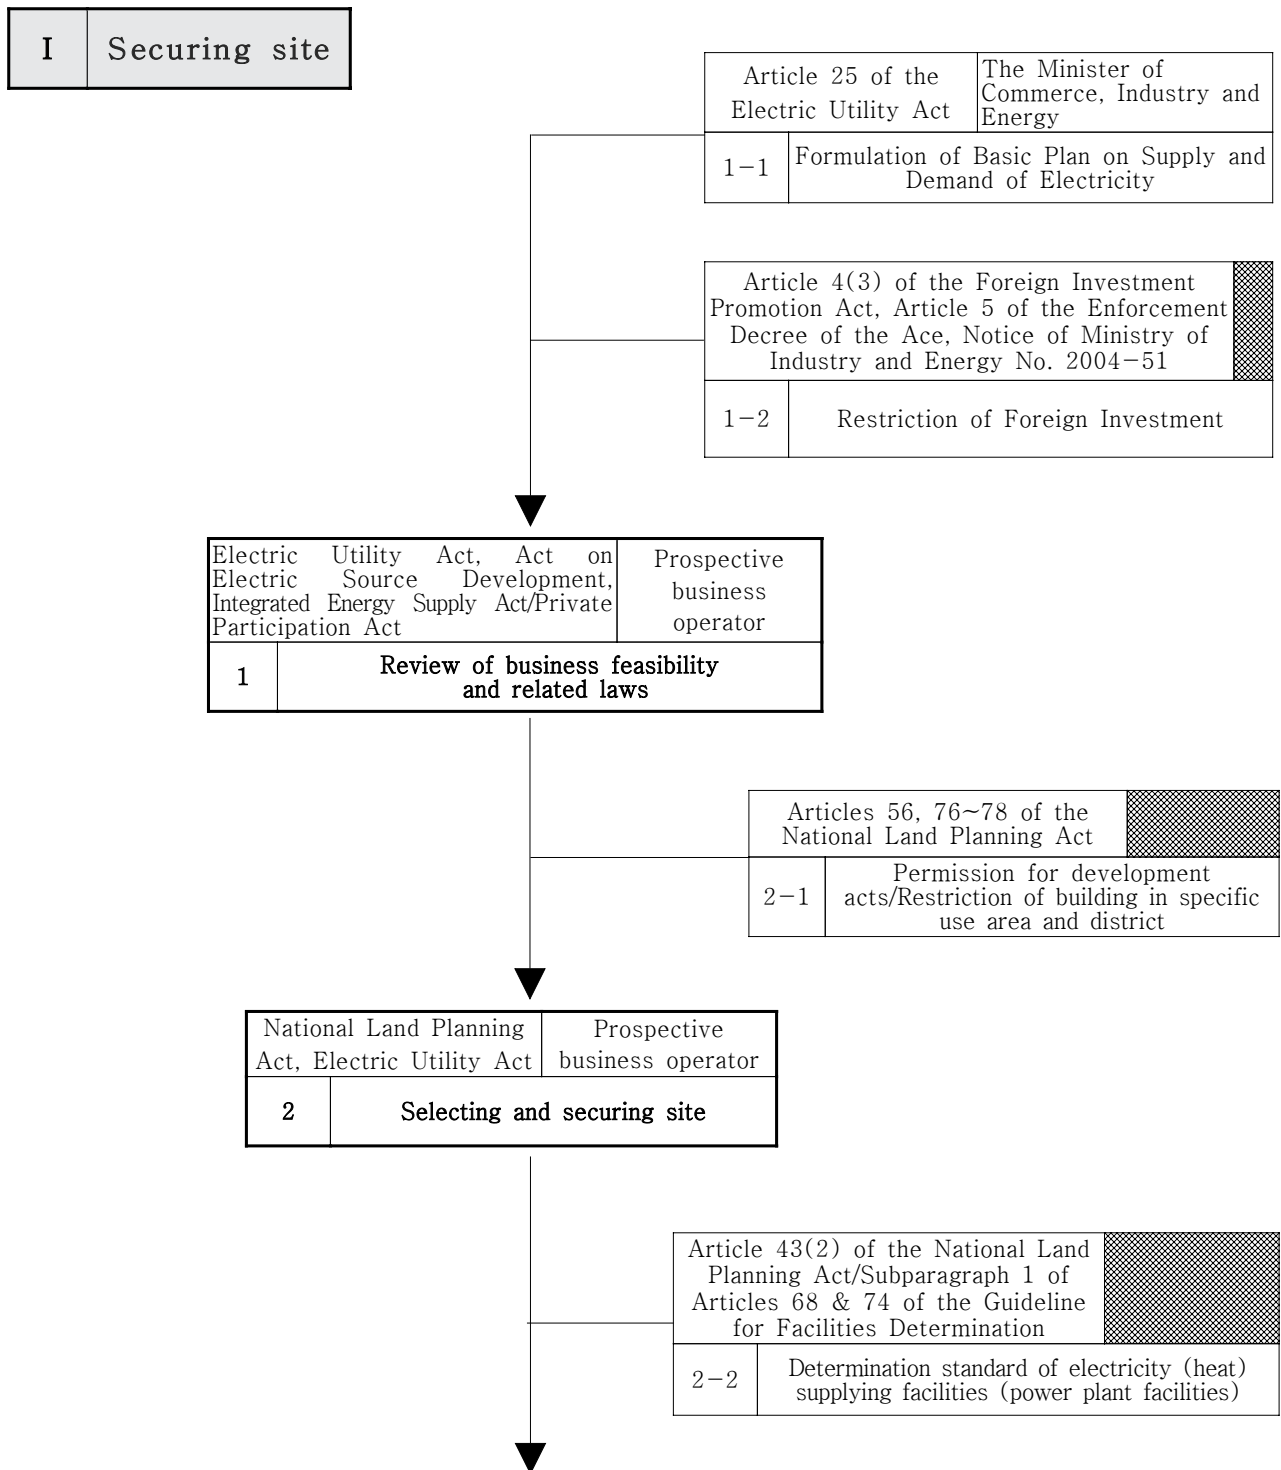 I Securing site
Article 25 of the
Electric Utility Act
The Minister of
Commerce, Industry and
Energy
1-1
Formulation of Basic Plan on Supply and
Demand of Electricity
Article 4(3) of the Foreign Investment
Promotion Act, Article 5 of the Enforcement
Decree of the Ace, Notice of Ministry of
Industry and Energy No. 2004-51
1-2
Restriction of Foreign Investment
Electric Utility Act, Act on
Electric Source Development,
Integrated Energy Supply Act/Private
Participation Act
Prospective
business
operator
1
Review of business feasibility
and related laws
Articles 56, 76~78 of the
National Land Planning Act
2-1
Permission for development
acts/Restriction of building in specific
use area and district
National Land Planning
Act, Electric Utility Act
Prospective
business operator
2
Selecting and securing site
Article 43(2) of the National Land
Planning Act/Subparagraph 1 of
Articles 68 & 74 of the Guideline
for Facilities Determination
2-2
Determination standard of electricity (heat)
supplying facilities (power plant facilities)